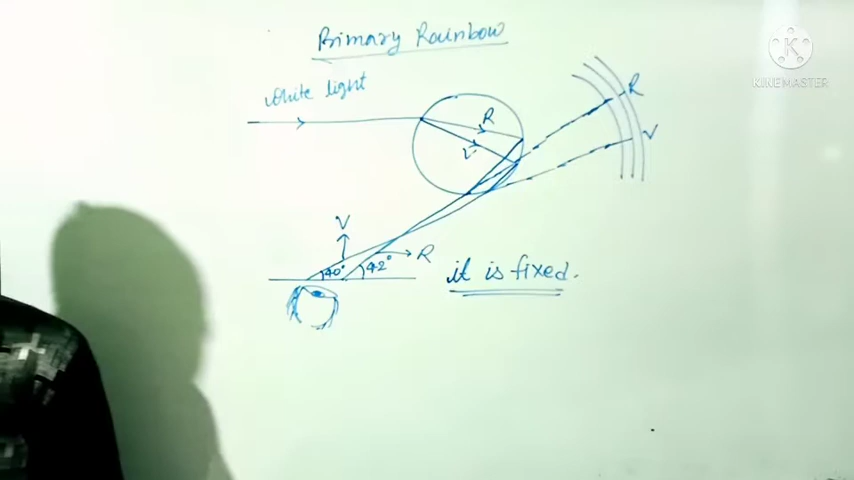 Primary Rainbow
white light
R
V
R
V
V
R
40°
42°
it is fixed.
K
KINEMASTER